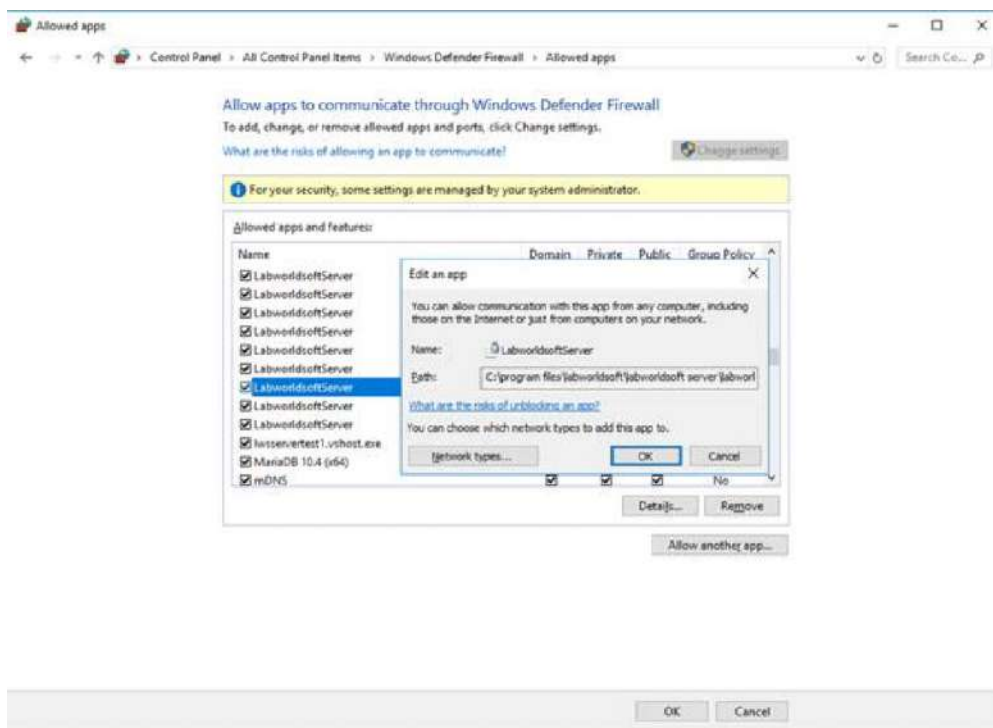 Allowed apps
Control Panel > All Control Panel Items > Windows Defender Firewall > Allowed apps
Search Co...
Allow apps to communicate through Windows Defender Firewall
To add, change, or remove allowed apps and ports, click Change settings.
What are the risks of allowing an app to communicate?
Change settings
For your security, some settings are managed by your system administrator.
Allowed apps and features:
Name Domain Private Public Group Policy
LabworldsoftServer
LabworldsoftServer
LabworldsoftServer
LabworldsoftServer
LabworldsoftServer
LabworldsoftServer
LabworldsoftServer
LabworldsoftServer
LabworldsoftServer
lwsservertest1.vshost.exe
MariaDB 10.4 (x64)
mDNS No
Edit an app
You can allow communication with this app from any computer, including
those on the Internet or just from computers on your network.
Name: LabworldsoftServer
Path: C:\program files\labworldsoft\labworldsoft server\labworl
What are the risks of unblocking an app?
You can choose which network types to add this app to.
Network types... OK Cancel
Details... Remove
Allow another app...
OK Cancel